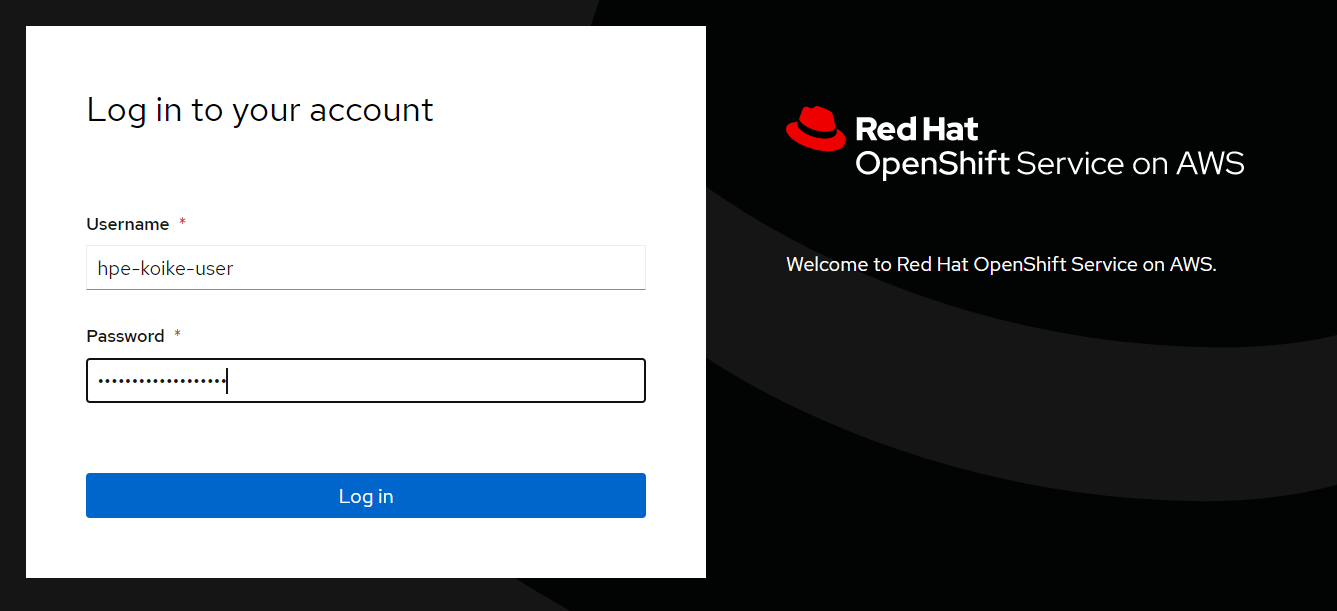 Log in to your account
Username *
hpe-koike-user
Password *
•••••••••••••••••••
Log in
Red Hat
OpenShift Service on AWS
Welcome to Red Hat OpenShift Service on AWS.